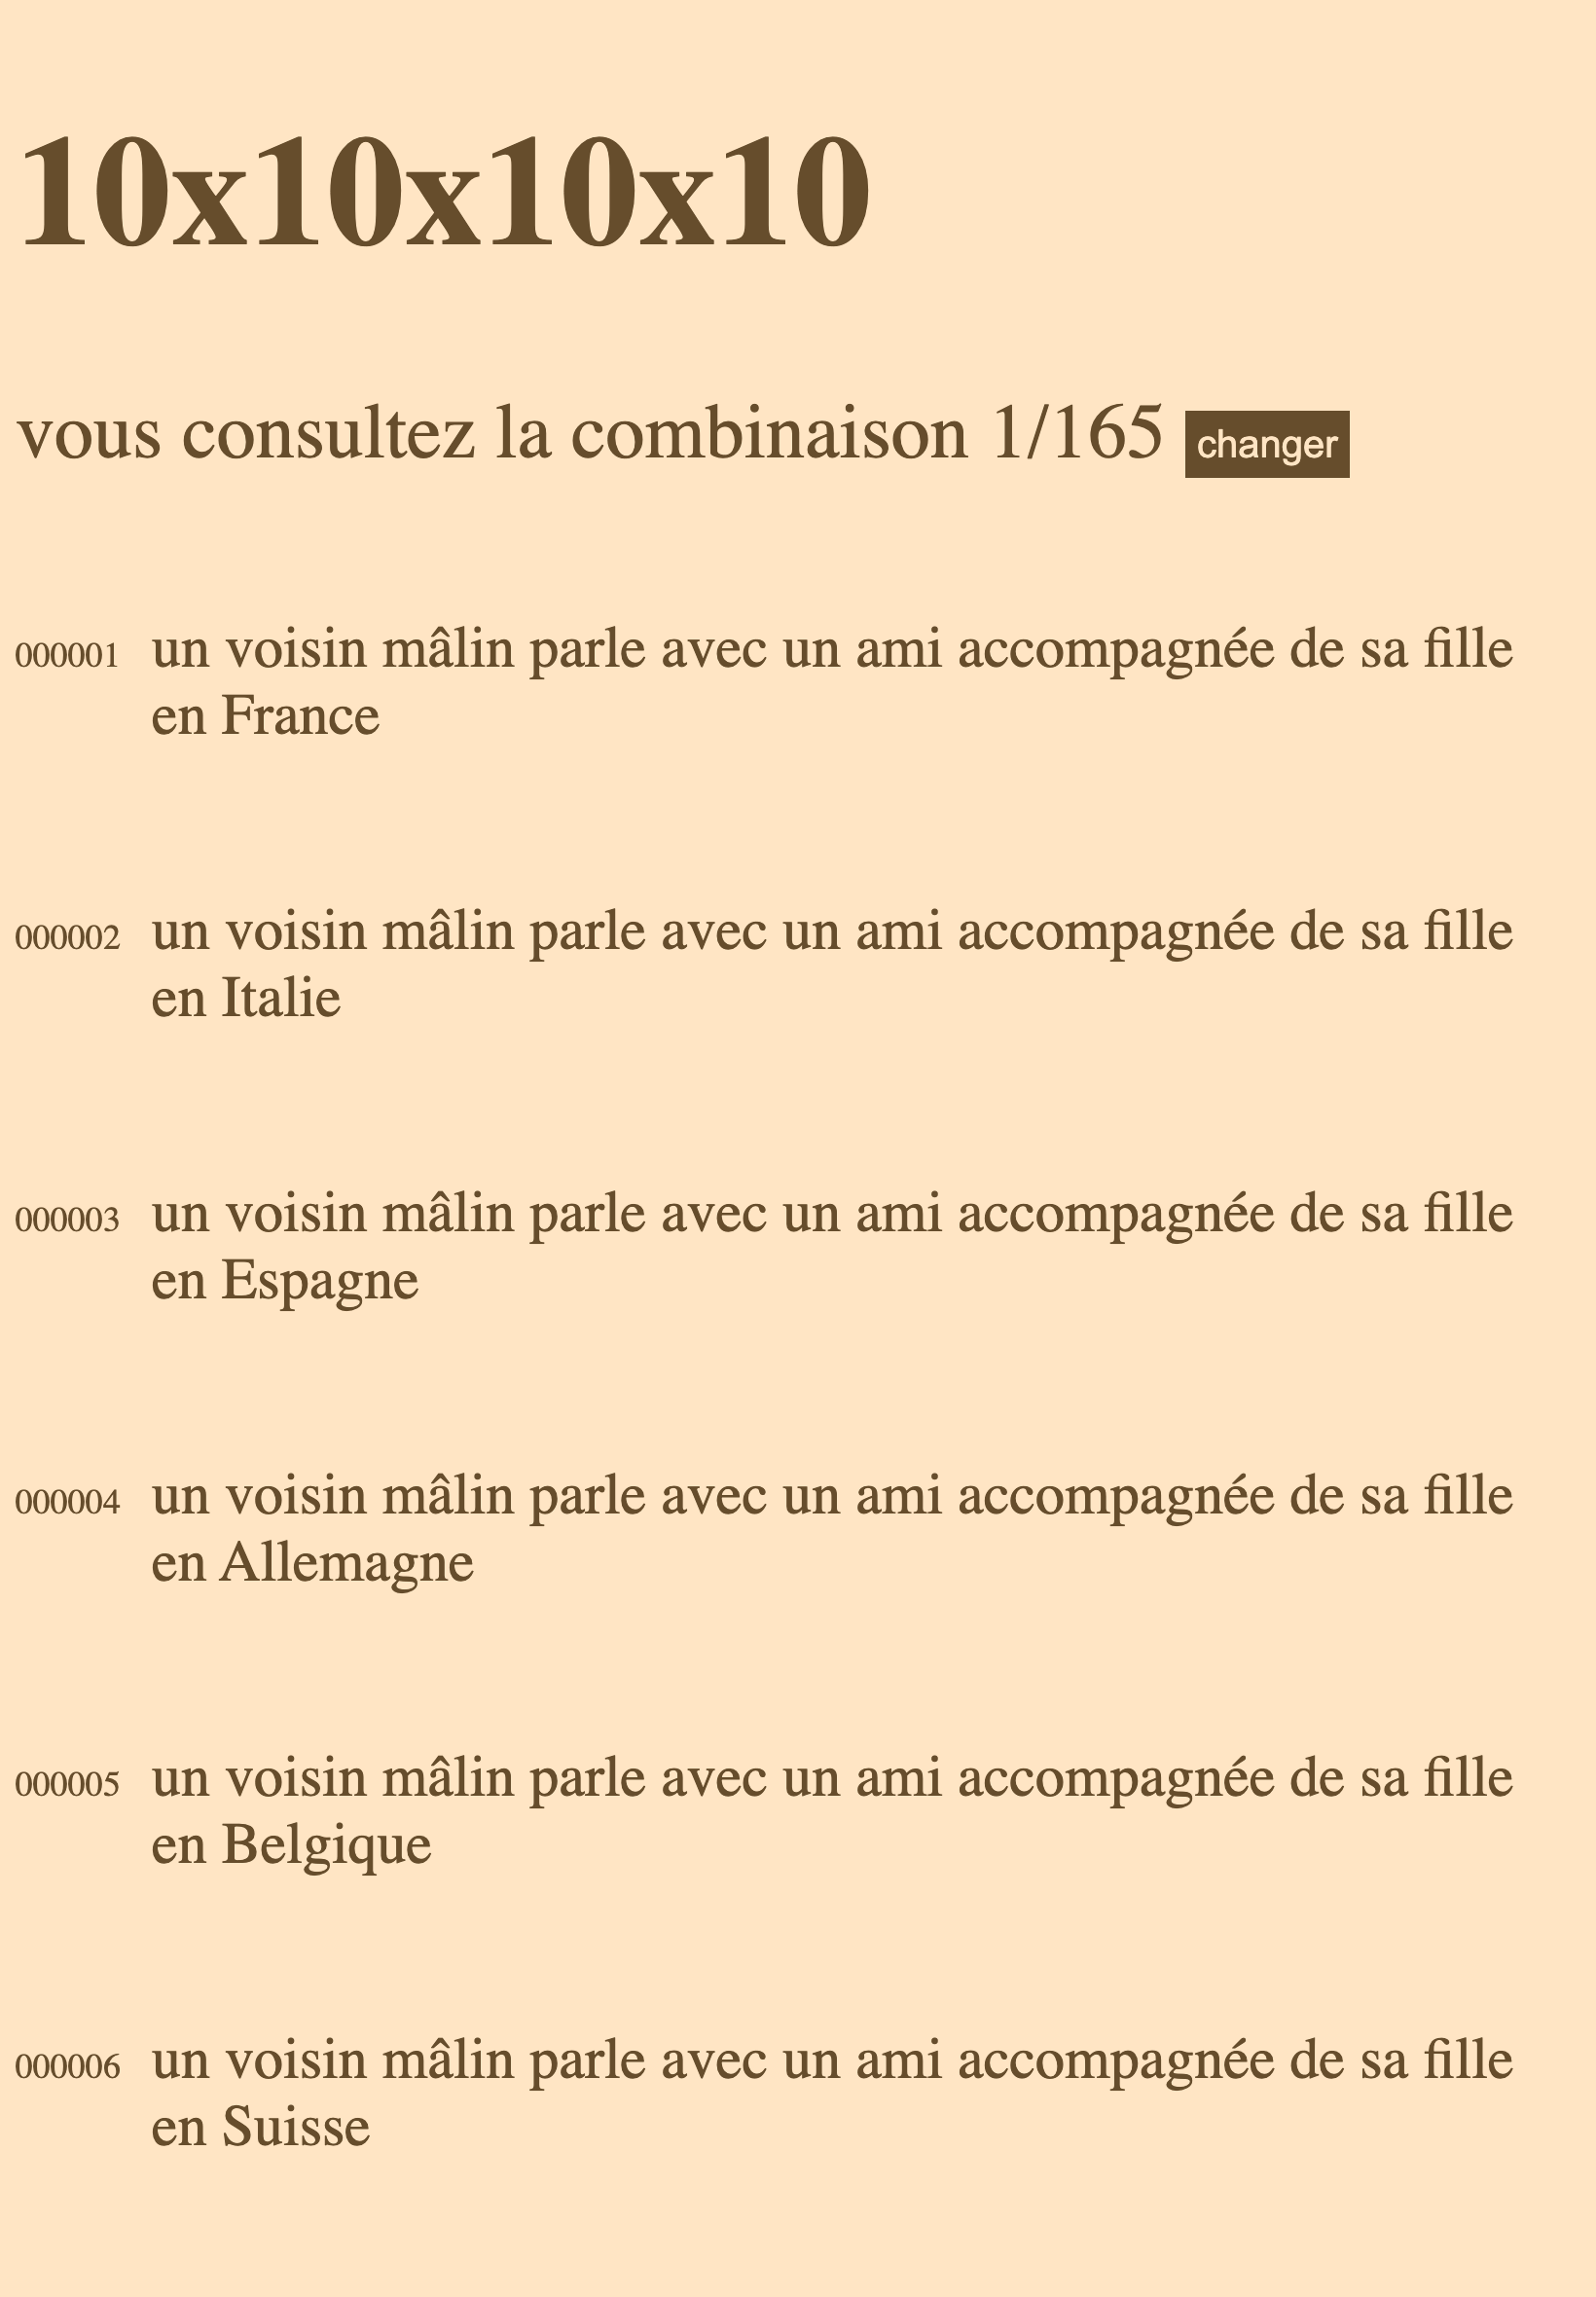 10x10x10x10
vous consultez la combinaison 1/165 changer
000001 un voisin mâlin parle avec un ami accompagnée de sa fille
en France
000002 un voisin mâlin parle avec un ami accompagnée de sa fille
en Italie
000003 un voisin mâlin parle avec un ami accompagnée de sa fille
en Espagne
000004 un voisin mâlin parle avec un ami accompagnée de sa fille
en Allemagne
000005 un voisin mâlin parle avec un ami accompagnée de sa fille
en Belgique
000006 un voisin mâlin parle avec un ami accompagnée de sa fille
en Suisse